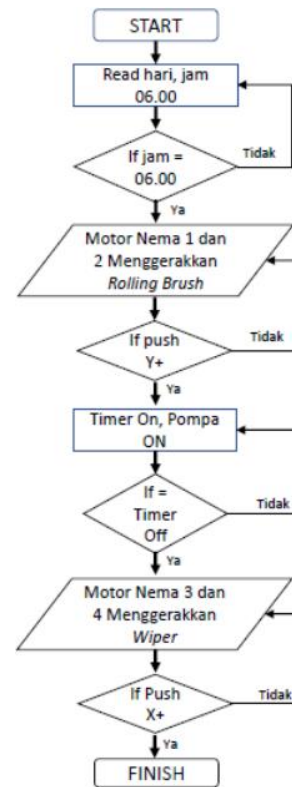 START
Read hari, jam
06.00
If jam =
06.00
Tidak
Ya
Motor Nema 1 dan
2 Menggerakkan
Rolling Brush
If push
Y+
Tidak
Ya
Timer On, Pompa
ON
If =
Timer
Off
Tidak
Ya
Motor Nema 3 dan
4 Menggerakkan
Wiper
If Push
X+
Tidak
Ya
FINISH